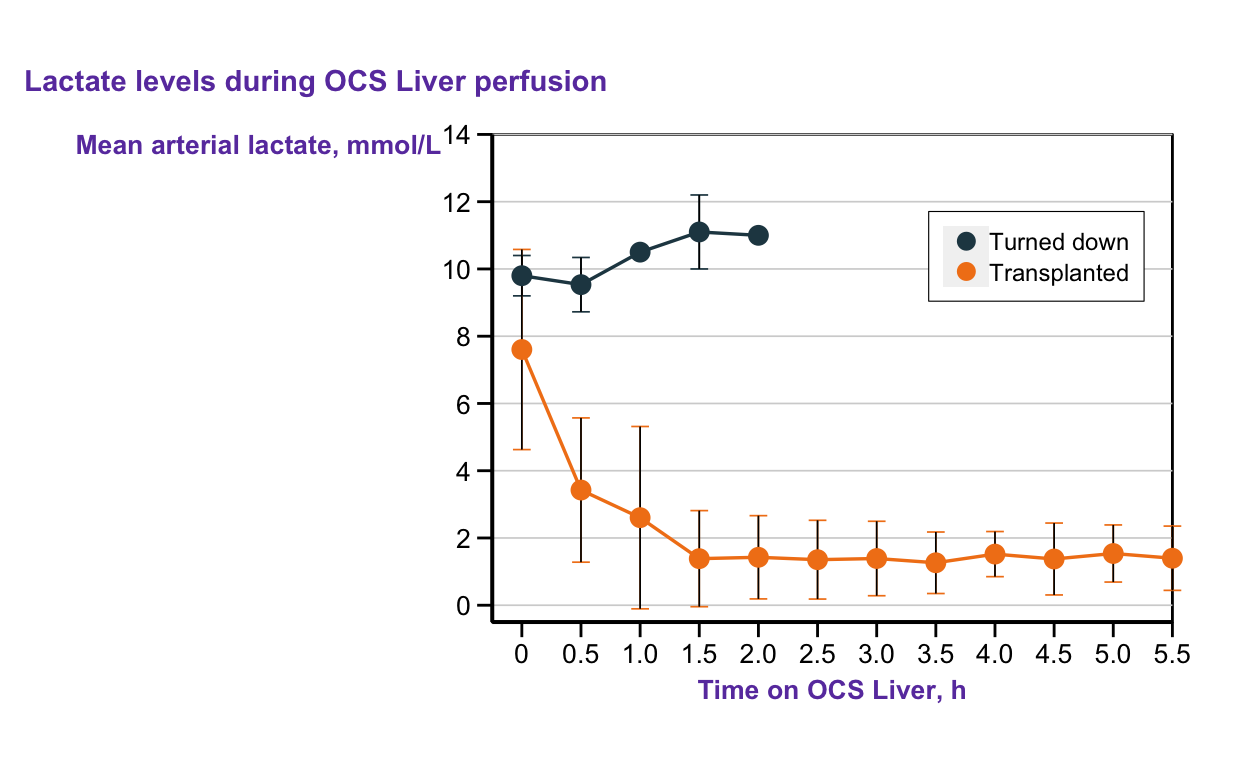 Lactate levels during OCS Liver perfusion
Mean arterial lactate, mmol/L
14
12
10
8
6
4
2
0
Turned down
Transplanted
0 0.5 1.0 1.5 2.0 2.5 3.0 3.5 4.0 4.5 5.0 5.5
Time on OCS Liver, h